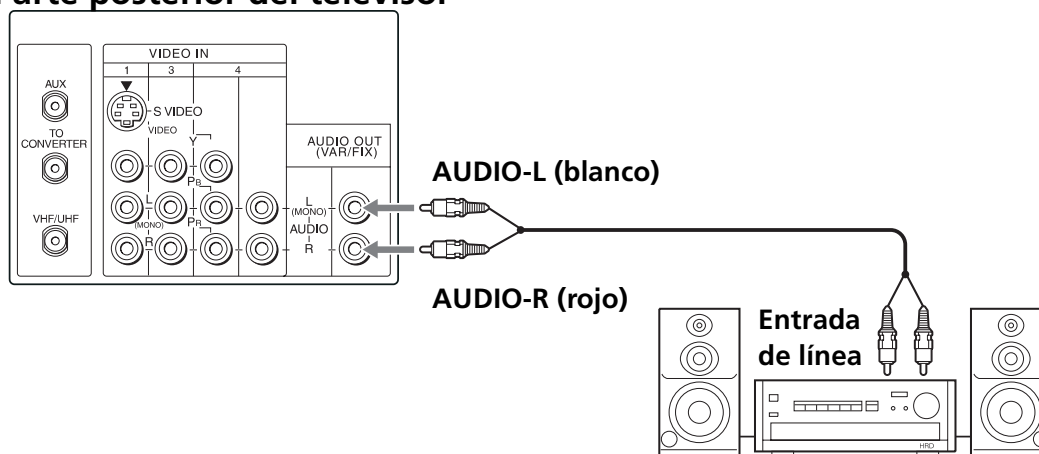 Parte posterior del televisor
VIDEO IN
1 3 4
AUX
S VIDEO
VIDEO
TO
CONVERTER
Y
AUDIO OUT
(VAR/FIX)
PB
L
(MONO)
PR
R
VHF/UHF
L
(MONO)
AUDIO
R
AUDIO-L (blanco)
AUDIO-R (rojo)
Entrada
de línea
HRD